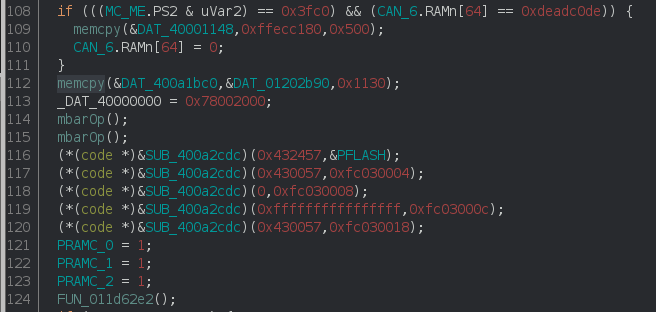 108 if (((MC_ME.PS2 & uVar2) == 0x3fc0) && (CAN_6.RAMn[64] == 0xdeadc0de)) {
109 memcpy(&DAT_40001148,0xffecc180,0x500);
110 CAN_6.RAMn[64] = 0;
111 }
112 memcpy(&DAT_400a1bc0,&DAT_01202b90,0x1130);
113 _DAT_40000000 = 0x78002000;
114 mbarOp();
115 mbarOp();
116 (*(code *)&SUB_400a2cdc)(0x432457,&PFLASH);
117 (*(code *)&SUB_400a2cdc)(0x430057,0xfc030004);
118 (*(code *)&SUB_400a2cdc)(0,0xfc030008);
119 (*(code *)&SUB_400a2cdc)(0xffffffffffffffff,0xfc03000c);
120 (*(code *)&SUB_400a2cdc)(0x430057,0xfc030018);
121 PRAMC_0 = 1;
122 PRAMC_1 = 1;
123 PRAMC_2 = 1;
124 FUN_011d62e2();